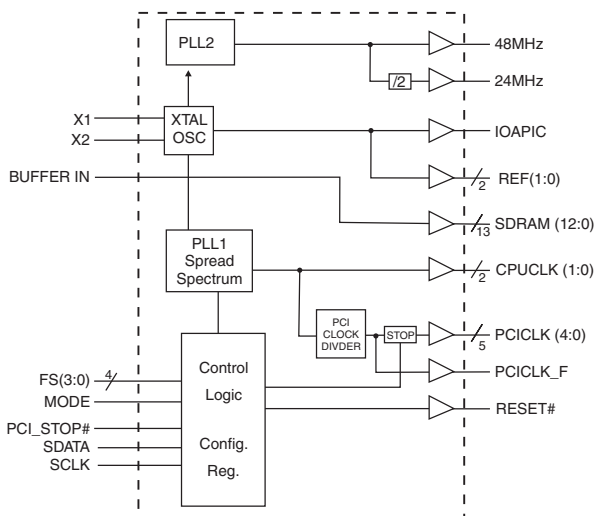 PLL2
48MHz
/2
24MHz
X1
X2
XTAL
OSC
IOAPIC
BUFFER IN
2
REF(1:0)
13
SDRAM (12:0)
PLL1
Spread
Spectrum
2
CPUCLK (1:0)
PCI
CLOCK
DIVDER
STOP
5
PCICLK (4:0)
PCICLK_F
Control
Logic
Config.
Reg.
FS(3:0)
4
MODE
RESET#
PCI_STOP#
SDATA
SCLK